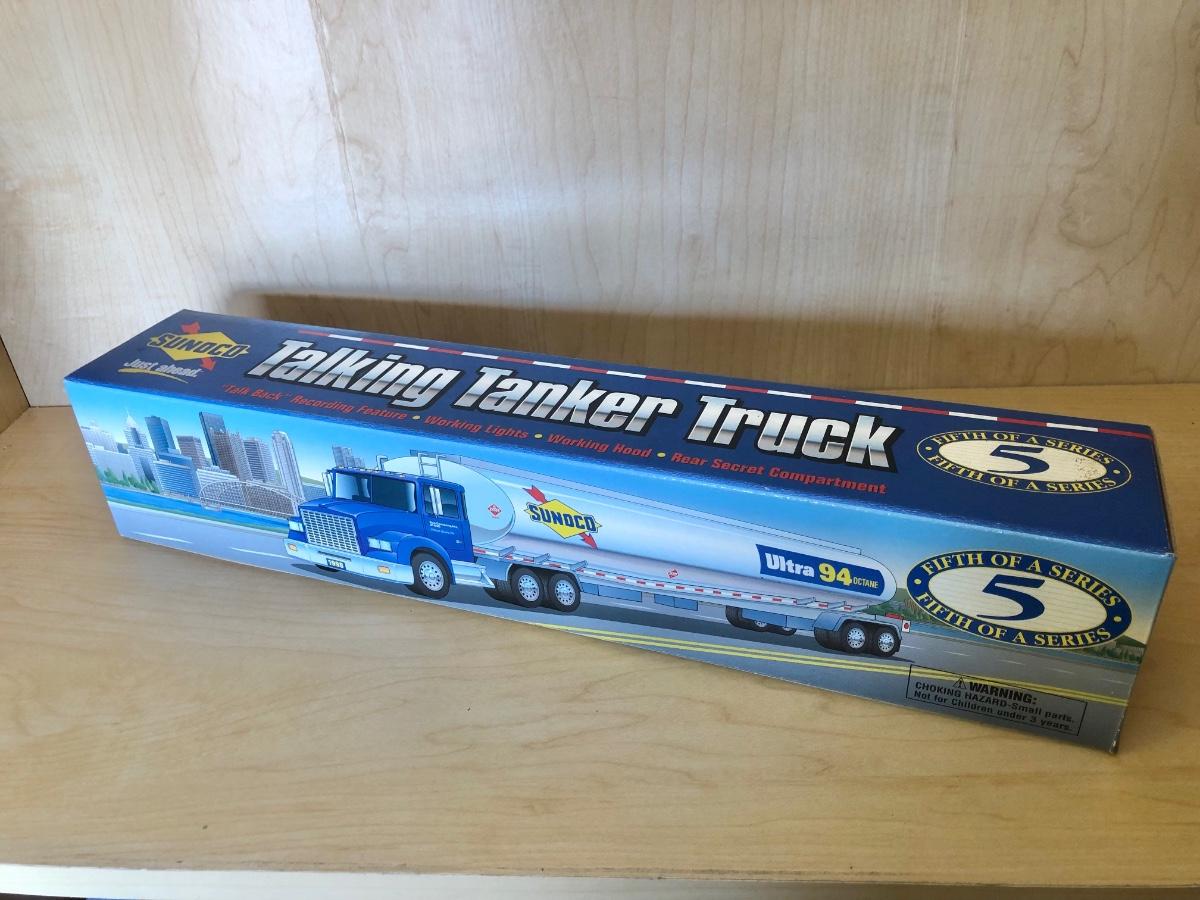 SUNOCO
Just ahead.
Talking Tanker Truck
"Talk Back" Recording Feature • Working Lights • Working Hood • Rear Secret Compartment
FIFTH OF A SERIES
5
FIFTH OF A SERIES
SUNOCO
Ultra 94 OCTANE
1998
FIFTH OF A SERIES
5
FIFTH OF A SERIES
WARNING:
CHOKING HAZARD-Small parts.
Not for Children under 3 years.